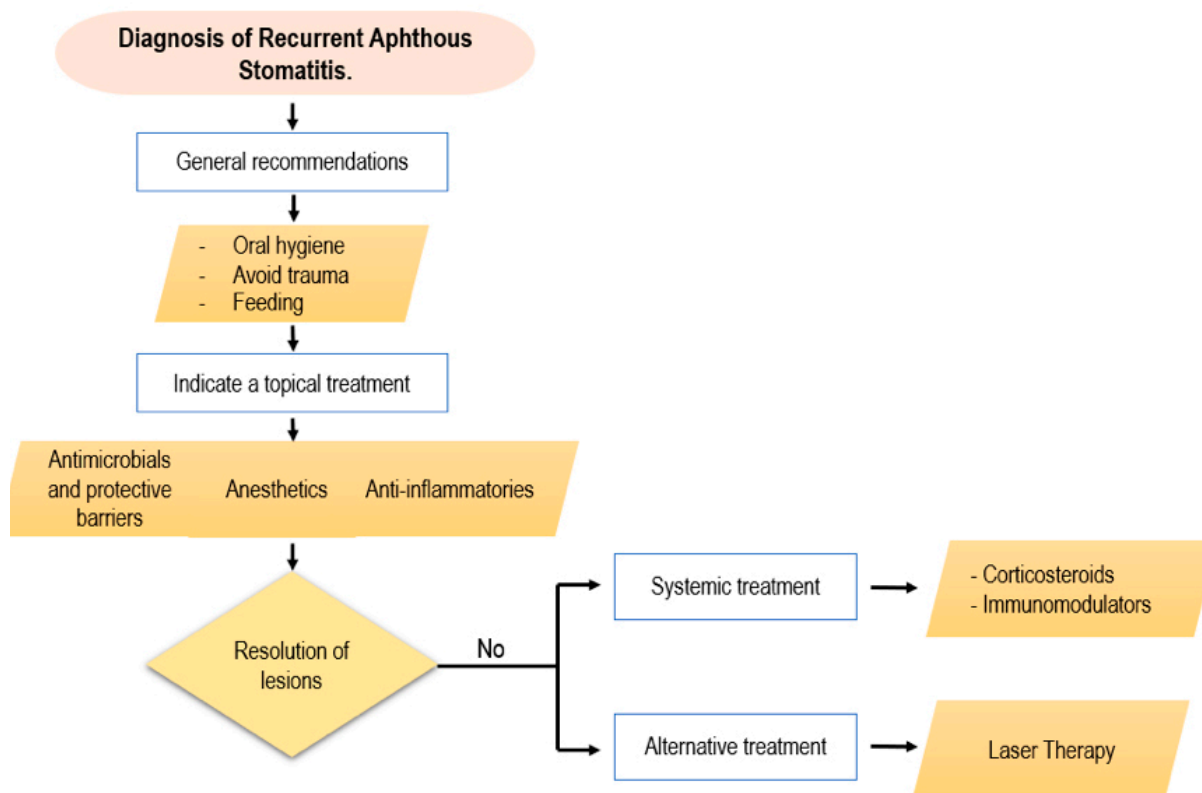 Diagnosis of Recurrent Aphthous
Stomatitis.
General recommendations
- Oral hygiene
- Avoid trauma
- Feeding
Indicate a topical treatment
Antimicrobials
and protective
barriers
Anesthetics
Anti-inflammatories
Resolution of
lesions
No
Systemic treatment
- Corticosteroids
- Immunomodulators
Alternative treatment
Laser Therapy